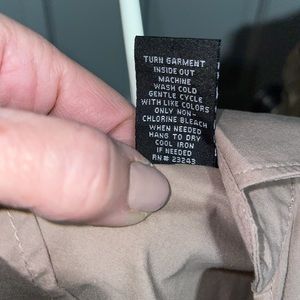 TURN GARMENT
INSIDE OUT
MACHINE
WASH COLD
GENTLE CYCLE
WITH LIKE COLORS
ONLY NON-
CHLORINE BLEACH
WHEN NEEDED
HANG TO DRY
COOL IRON
IF NEEDED
RN# 23243